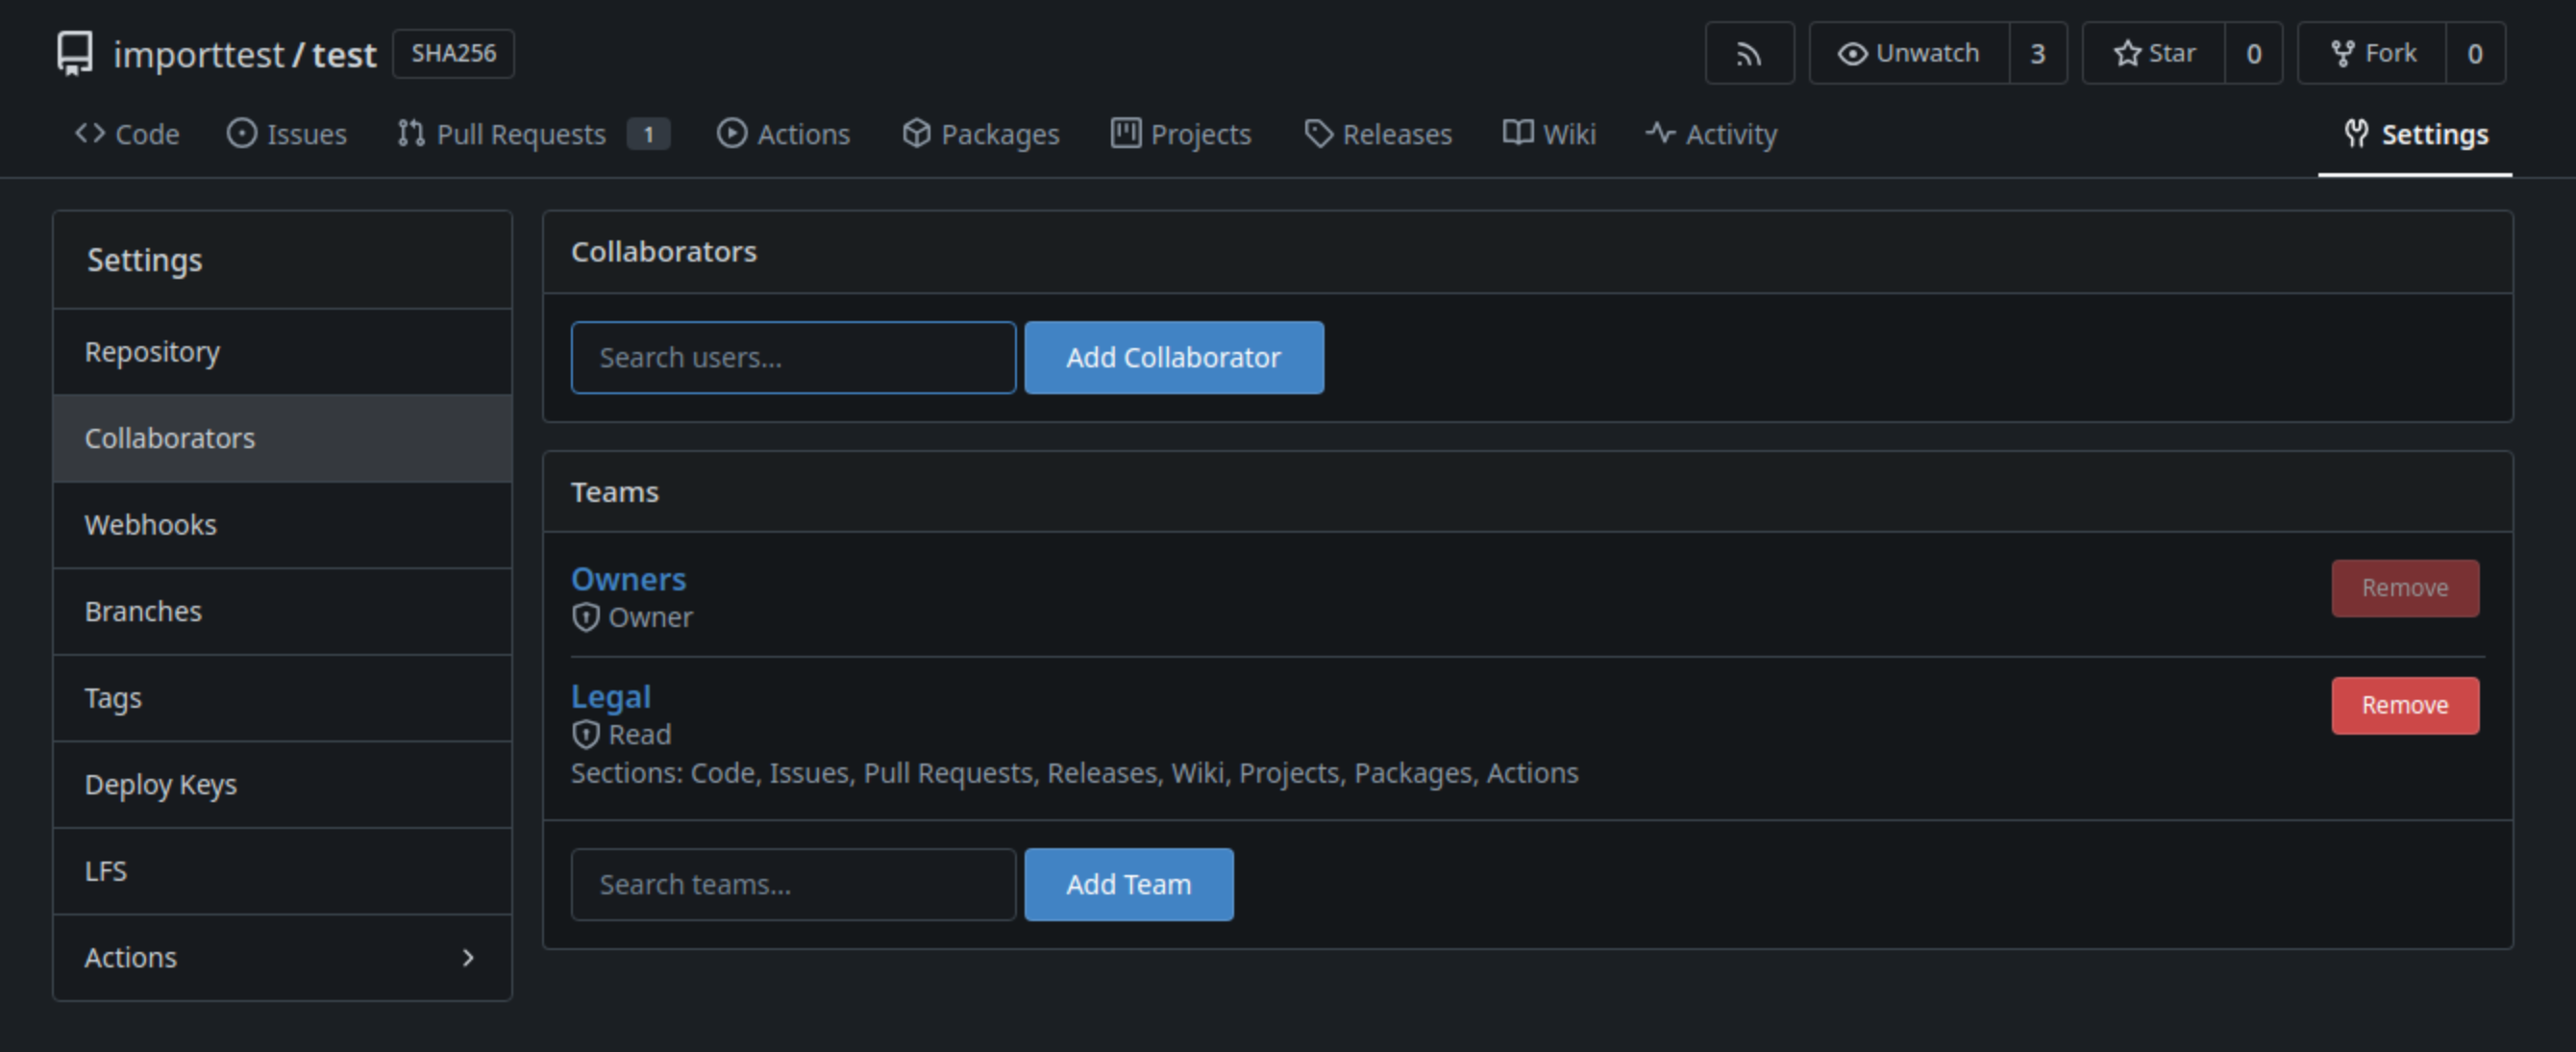 importtest / test SHA256 Unwatch 3 Star 0 Fork 0
Code Issues Pull Requests 1 Actions Packages Projects Releases Wiki Activity Settings
Settings
Repository
Collaborators
Webhooks
Branches
Tags
Deploy Keys
LFS
Actions
Collaborators
Search users... Add Collaborator
Teams
Owners Remove
Owner
Legal Remove
Read
Sections: Code, Issues, Pull Requests, Releases, Wiki, Projects, Packages, Actions
Search teams... Add Team